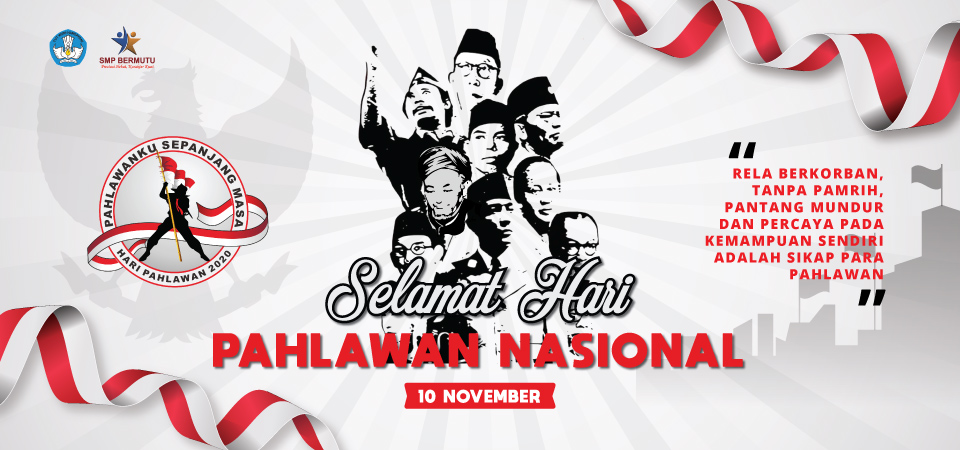 SMP BERMUTU
PAHLAWANKU SEPANJANG MASA
HARI PAHLAWAN 2020
"
RELA BERKORBAN,
TANPA PAMRIH,
PANTANG MUNDUR
DAN PERCAYA PADA
KEMAMPUAN SENDIRI
ADALAH SIKAP PARA
PAHLAWAN
"
Selamat Hari
PAHLAWAN NASIONAL
10 NOVEMBER